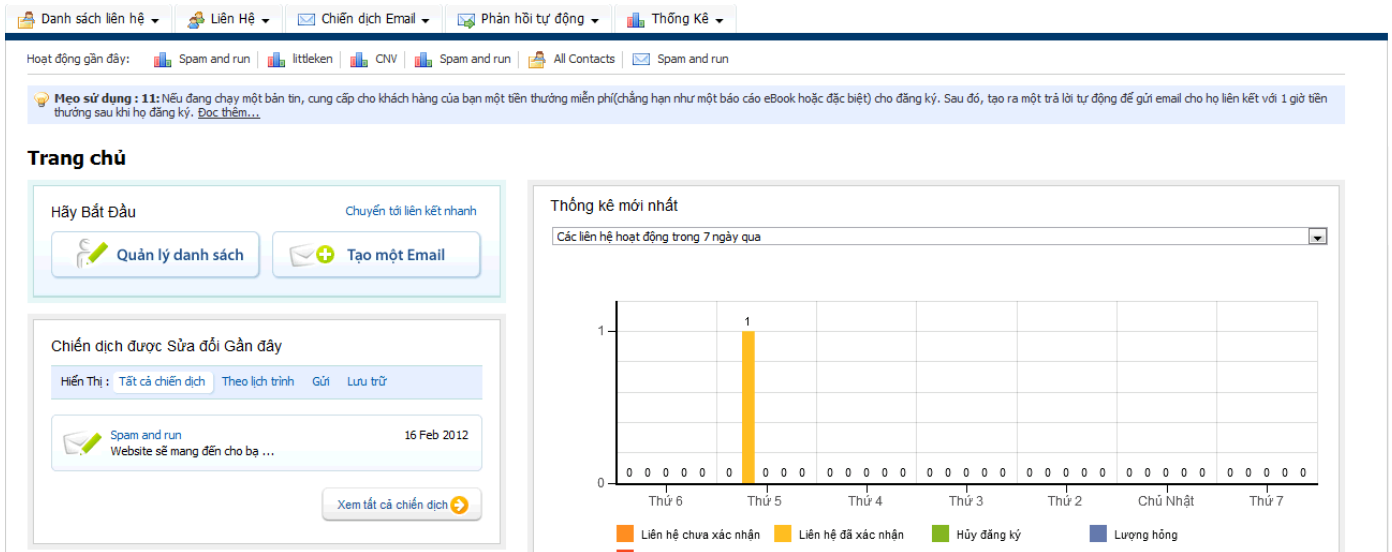 Danh sách liên hệ Liên Hệ Chiến dịch Email Phản hồi tự động Thống Kê
Hoạt động gần đây: Spam and run littleken CNV Spam and run All Contacts Spam and run
Mẹo sử dụng : 11: Nếu đang chạy một bản tin, cung cấp cho khách hàng của bạn một tiền thưởng miễn phí(chẳng hạn như một báo cáo eBook hoặc đặc biệt) cho đăng ký. Sau đó, tạo ra một trả lời tự động để gửi email cho họ liên kết với 1 giờ tiền
thưởng sau khi họ đăng ký. Đọc thêm...
Trang chủ
Hãy Bắt Đầu Chuyển tới liên kết nhanh
Quản lý danh sách Tạo một Email
Chiến dịch được Sửa đổi Gần đây
Hiển Thị : Tất cả chiến dịch Theo lịch trình Gửi Lưu trữ
Spam and run 16 Feb 2012
Website sẽ mang đến cho bạ ...
Xem tất cả chiến dịch
Thống kê mới nhất
Các liên hệ hoạt động trong 7 ngày qua
1
1
0 0 0 0 0 0 0 0 0 0 0 0 0 0 0 0 0 0 0 0 0 0 0 0 0 0 0 0 0 0 0 0 0 0 0
Thứ 6 Thứ 5 Thứ 4 Thứ 3 Thứ 2 Chủ Nhật Thứ 7
Liên hệ chưa xác nhận Liên hệ đã xác nhận Hủy đăng ký Lượng hỏng